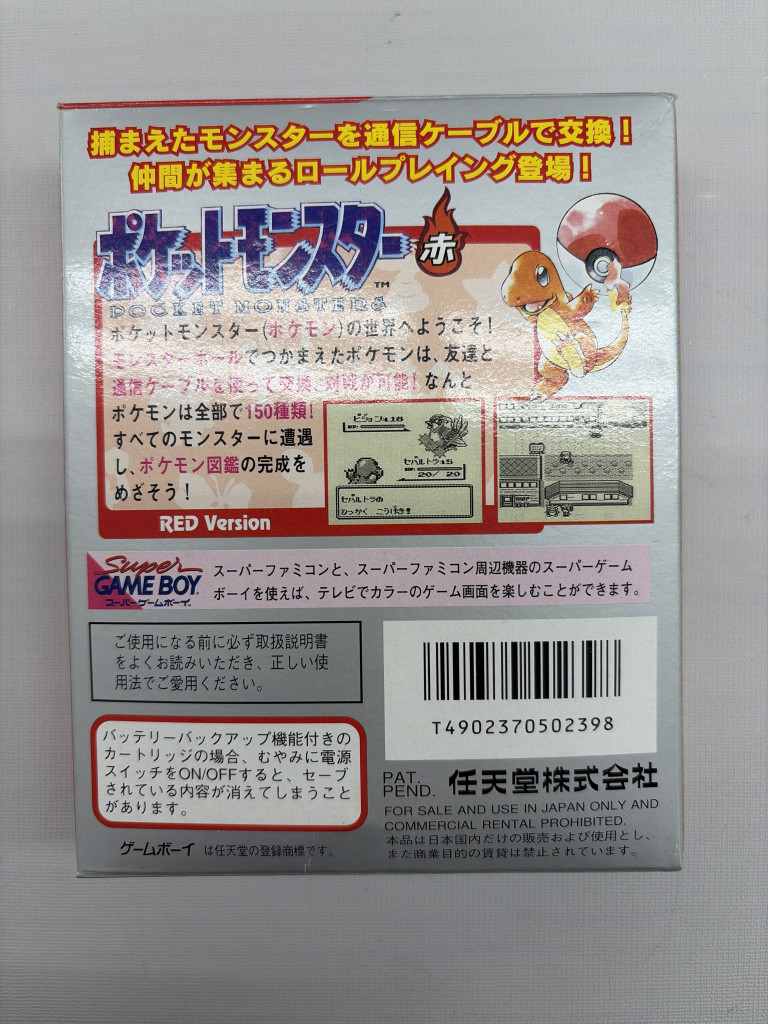 捕まえたモンスターを通信ケーブルで交換！
仲間が集まるロールプレイング登場！
ポケットモンスター 赤
TM
POCKET MONSTERS
ポケットモンスター(ポケモン)の世界へようこそ！
モンスターボールでつかまえたポケモンは、友達と
通信ケーブルを使って交換、対戦が可能！なんと
ポケモンは全部で150種類！
すべてのモンスターに遭遇
し、ポケモン図鑑の完成を
めざそう！
RED Version
20/ 20
ひっかく こうげき！
SHOP
Super
GAME BOY
スーパーゲームボーイ
スーパーファミコンと、スーパーファミコン周辺機器のスーパーゲーム
ボーイを使えば、テレビでカラーのゲーム画面を楽しむことができます。
ご使用になる前に必ず取扱説明書
をよくお読みいただき、正しい使
用法でご愛用ください。
T4902370502398
バッテリーバックアップ機能付きの
カートリッジの場合、むやみに電源
スイッチをON/OFFすると、セーブ
されている内容が消えてしまうこと
があります。
PAT.
PEND.
任天堂株式会社
FOR SALE AND USE IN JAPAN ONLY AND
COMMERCIAL RENTAL PROHIBITED.
本品は日本国内だけの販売および使用とし、
また商業目的の賃貸は禁止されています。
ゲームボーイ は任天堂の登録商標です。